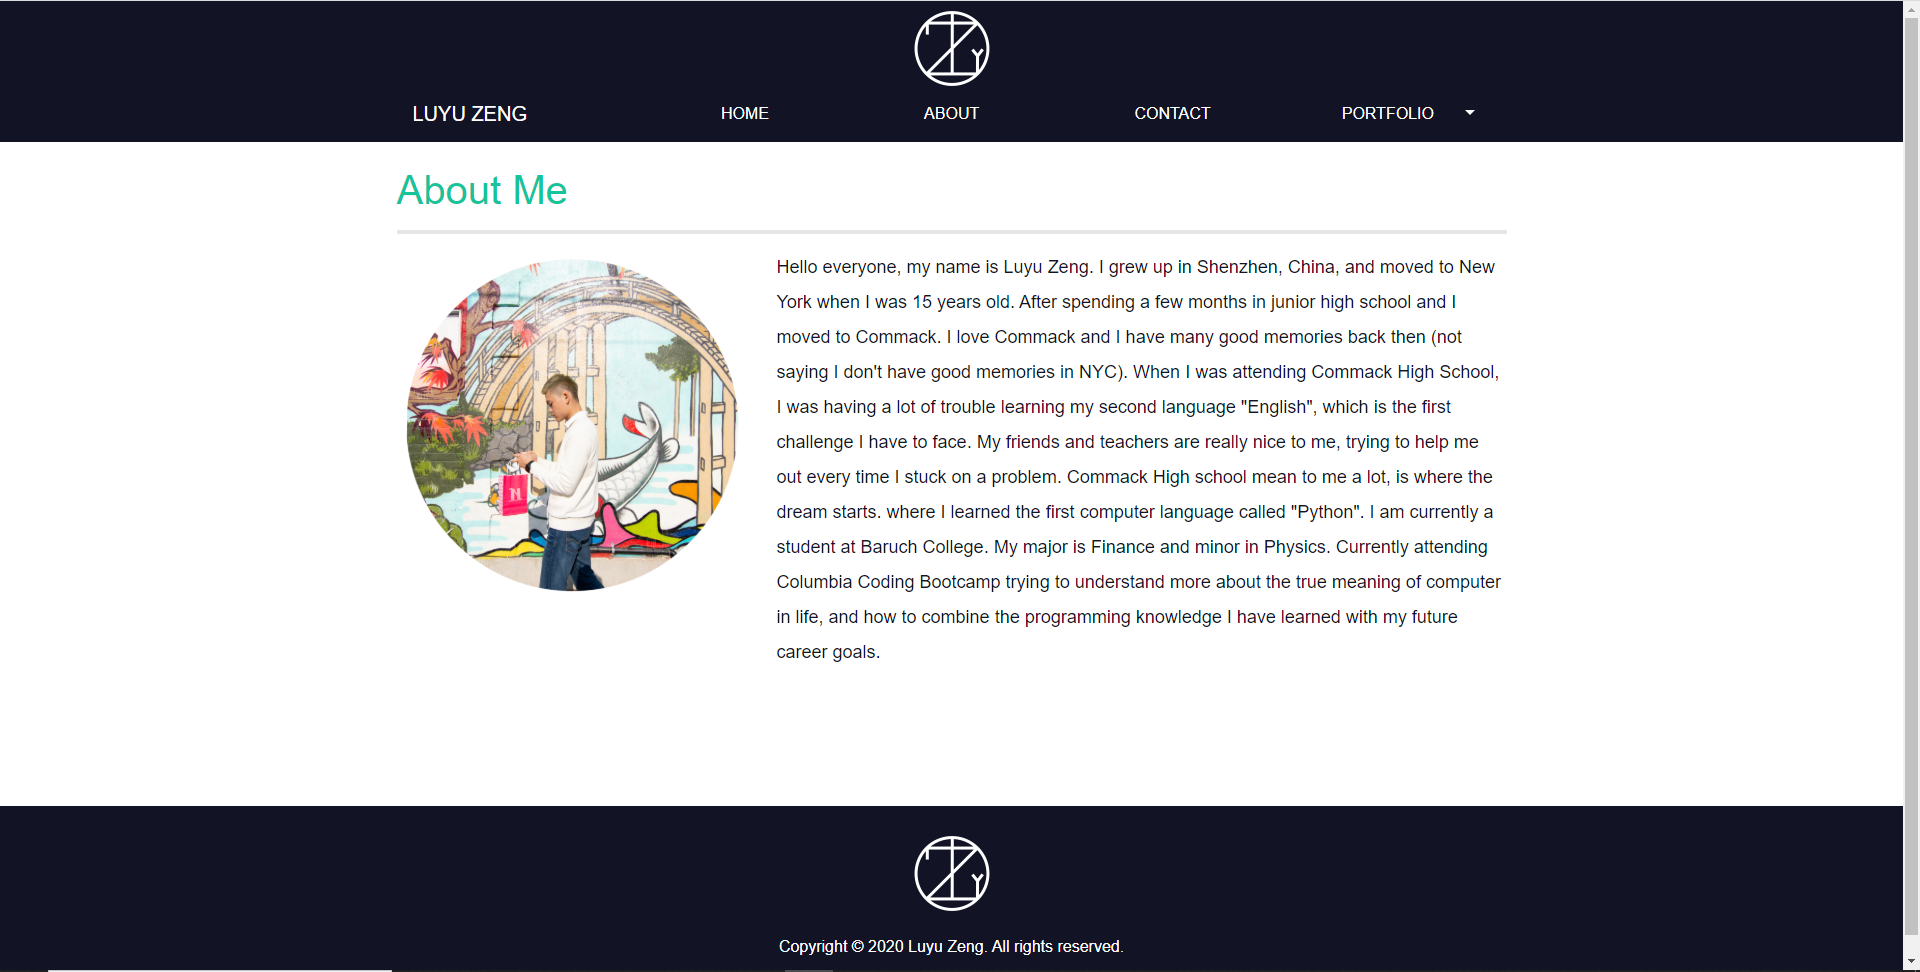 LUYU ZENG HOME ABOUT CONTACT PORTFOLIO
About Me
Hello everyone, my name is Luyu Zeng. I grew up in Shenzhen, China, and moved to New
York when I was 15 years old. After spending a few months in junior high school and I
moved to Commack. I love Commack and I have many good memories back then (not
saying I don't have good memories in NYC). When I was attending Commack High School,
I was having a lot of trouble learning my second language "English", which is the first
challenge I have to face. My friends and teachers are really nice to me, trying to help me
out every time I stuck on a problem. Commack High school mean to me a lot, is where the
dream starts. where I learned the first computer language called "Python". I am currently a
student at Baruch College. My major is Finance and minor in Physics. Currently attending
Columbia Coding Bootcamp trying to understand more about the true meaning of computer
in life, and how to combine the programming knowledge I have learned with my future
career goals.
N
Copyright © 2020 Luyu Zeng. All rights reserved.